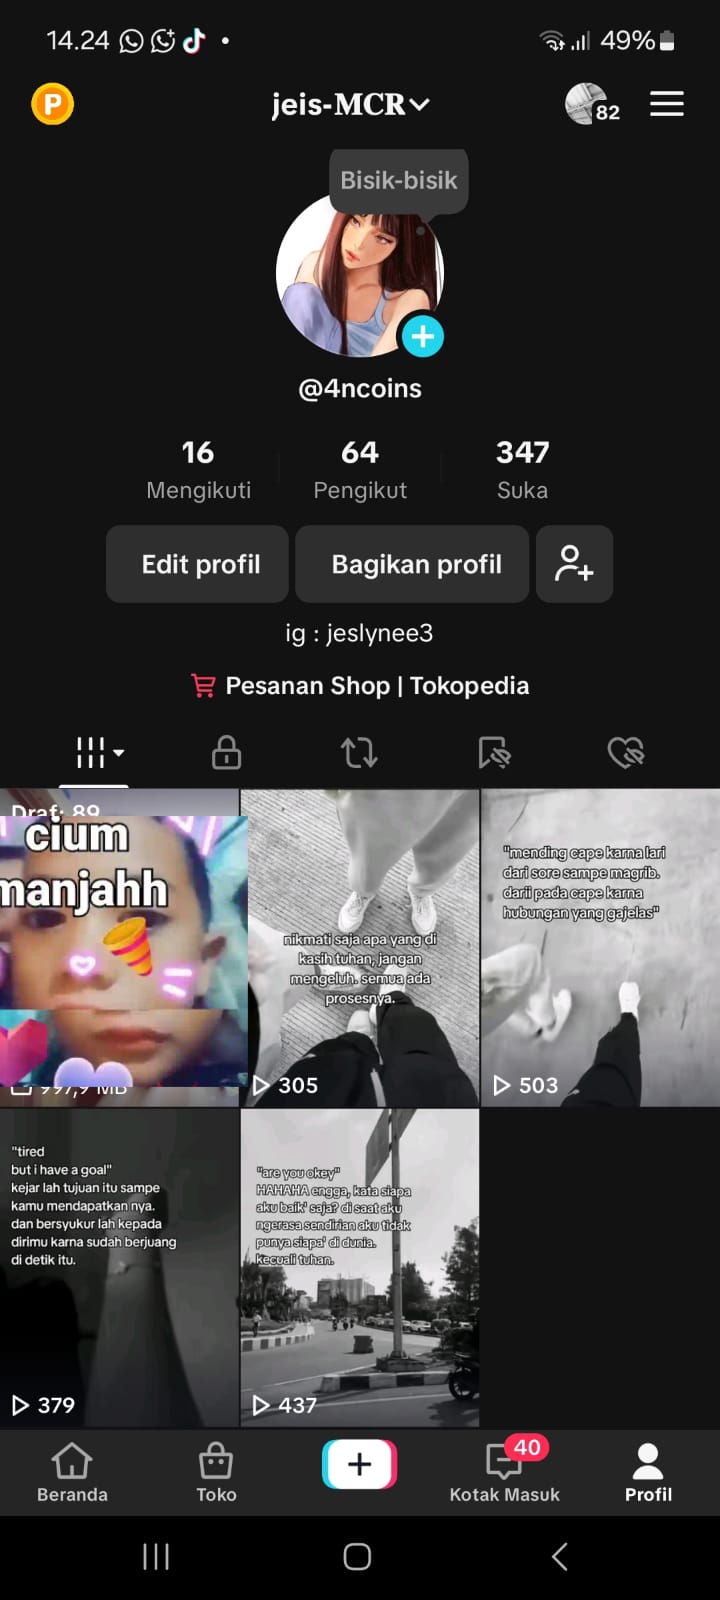 14.24
49%
P
jeis-MCR
82
Bisik-bisik
@4ncoins
16
64
347
Mengikuti
Pengikut
Suka
Edit profil
Bagikan profil
ig : jeslynee3
Pesanan Shop | Tokopedia
Draf: 89
cium
manjahh
997,9 MB
nikmati saja apa yang di
kasih tuhan, jangan
mengeluh. semua ada
prosesnya.
305
"mending cape karna lari
dari sore sampe magrib.
darii pada cape karna
hubungan yang gajelas"
503
"tired
but i have a goal"
kejar lah tujuan itu sampe
kamu mendapatkan nya.
dan bersyukur lah kepada
dirimu karna sudah berjuang
di detik itu.
379
"are you okey"
HAHAHA engga, kata siapa
aku baik' saja? di saat aku
ngerasa sendirian aku tidak
punya siapa' di dunia.
kecuali tuhan.
437
Beranda
Toko
40
Kotak Masuk
Profil